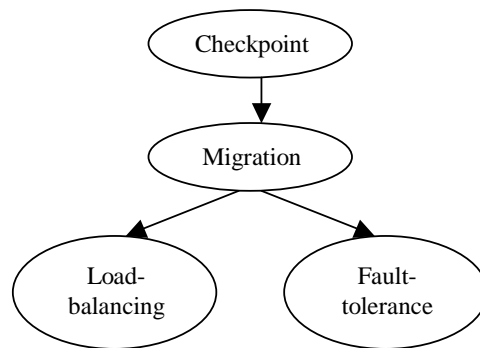 Checkpoint
Migration
Load-
balancing
Fault-
tolerance